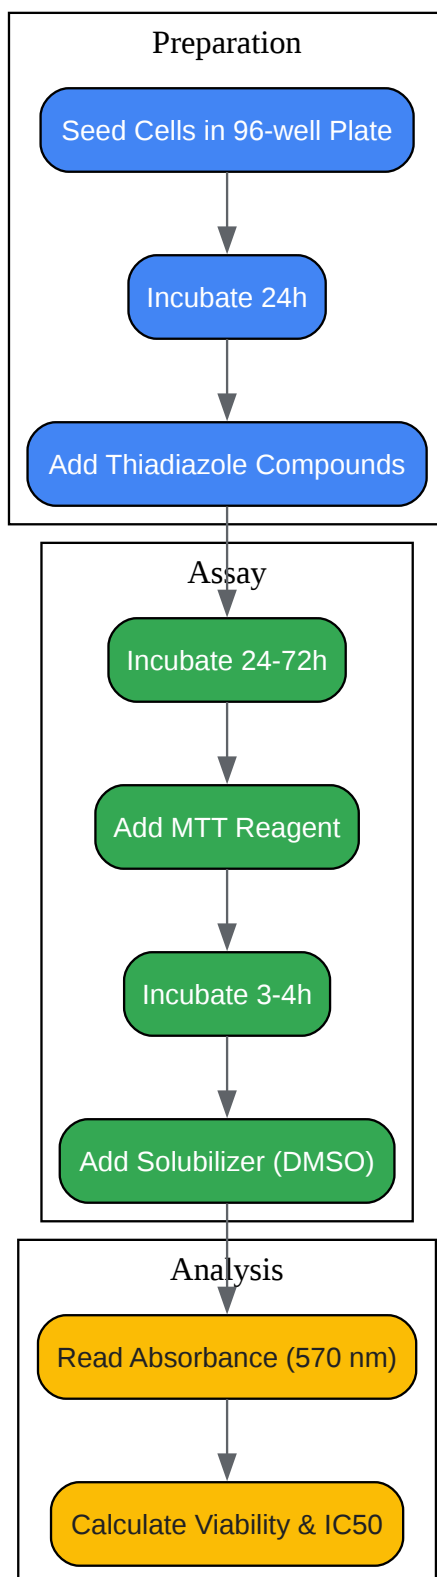 Preparation
Seed Cells in 96-well Plate
Incubate 24h
Add Thiadiazole Compounds
Assay
Incubate 24-72h
Add MTT Reagent
Incubate 3-4h
Add Solubilizer (DMSO)
Analysis
Read Absorbance (570 nm)
Calculate Viability & IC50